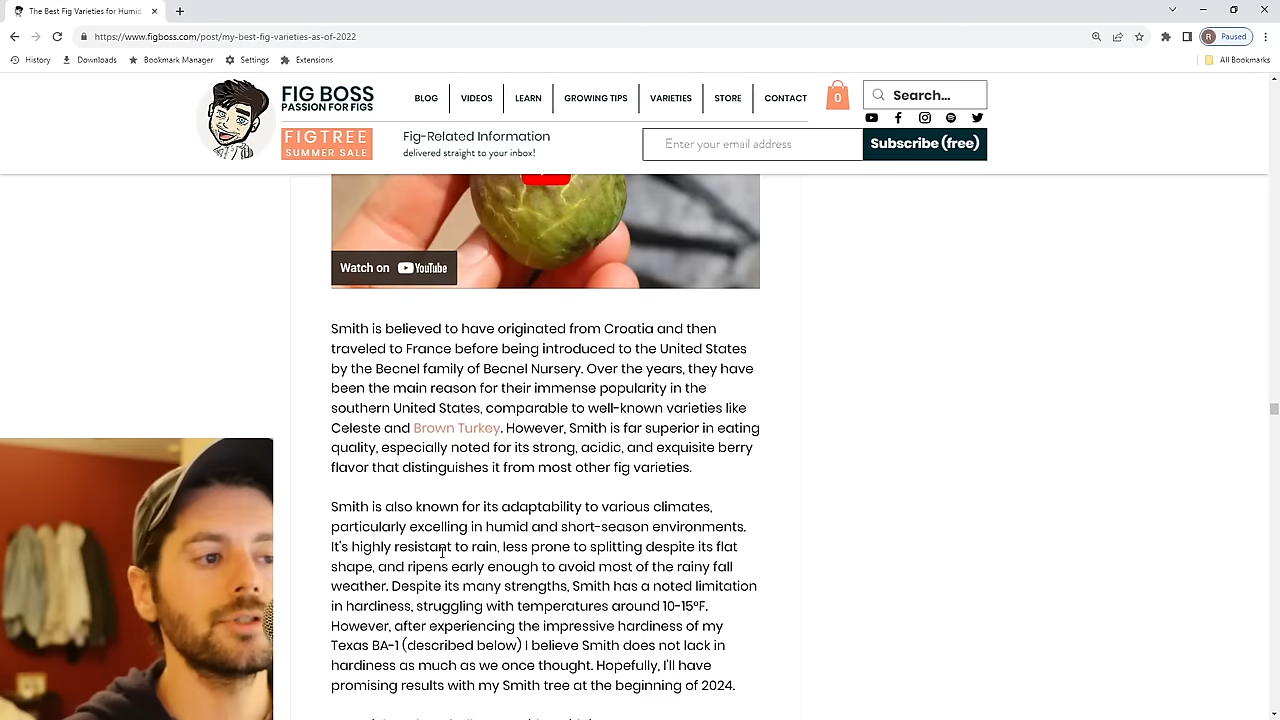 The Best Fig Varieties for Humid
https://www.figboss.com/post/my-best-fig-varieties-as-of-2022
R Paused
History Downloads Bookmark Manager Settings Extensions All Bookmarks
FIG BOSS
PASSION FOR FIGS
BLOG VIDEOS LEARN GROWING TIPS VARIETIES STORE CONTACT
0
Search...
FIGTREE
SUMMER SALE
Fig-Related Information
delivered straight to your inbox!
Enter your email address
Subscribe (free)
Watch on YouTube
Smith is believed to have originated from Croatia and then
traveled to France before being introduced to the United States
by the Becnel family of Becnel Nursery. Over the years, they have
been the main reason for their immense popularity in the
southern United States, comparable to well-known varieties like
Celeste and Brown Turkey. However, Smith is far superior in eating
quality, especially noted for its strong, acidic, and exquisite berry
flavor that distinguishes it from most other fig varieties.
Smith is also known for its adaptability to various climates,
particularly excelling in humid and short-season environments.
It's highly resistant to rain, less prone to splitting despite its flat
shape, and ripens early enough to avoid most of the rainy fall
weather. Despite its many strengths, Smith has a noted limitation
in hardiness, struggling with temperatures around 10-15°F.
However, after experiencing the impressive hardiness of my
Texas BA-1 (described below) I believe Smith does not lack in
hardiness as much as we once thought. Hopefully, I'll have
promising results with my Smith tree at the beginning of 2024.